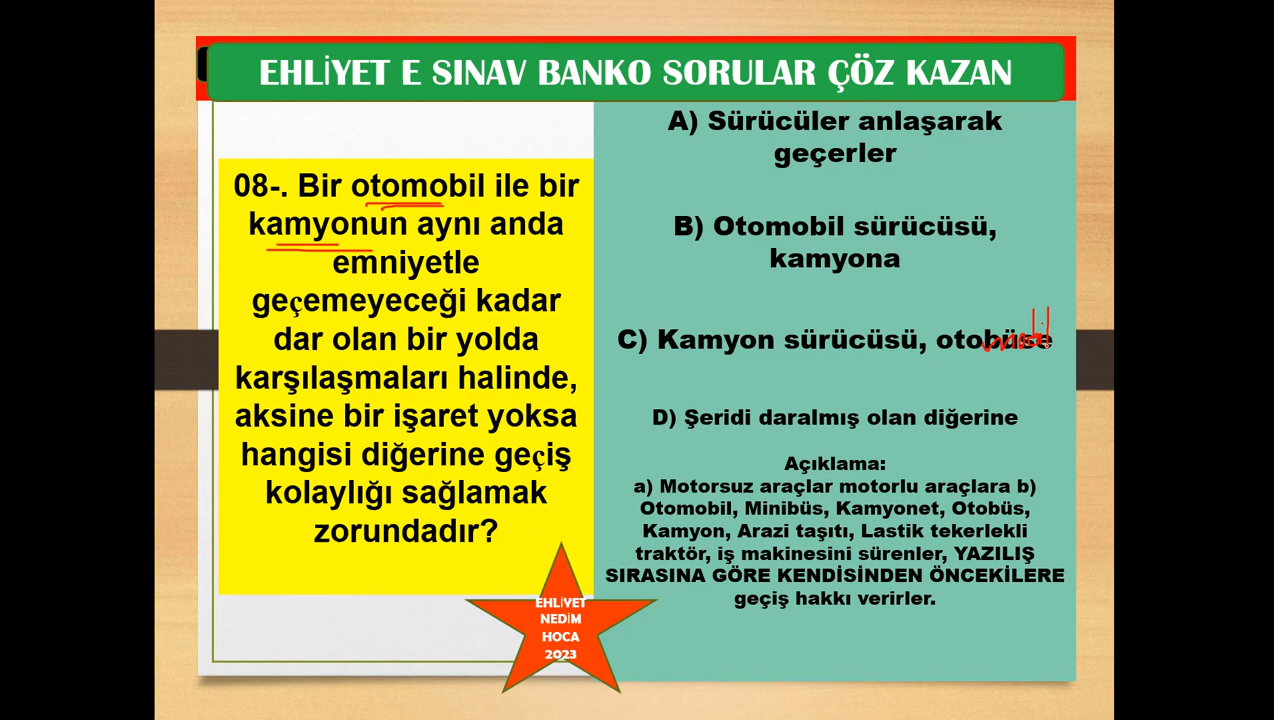 EHLİYET E SINAV BANKO SORULAR ÇÖZ KAZAN
08-. Bir otomobil ile bir
kamyonun aynı anda
emniyetle
geçemeyeceği kadar
dar olan bir yolda
karşılaşmaları halinde,
aksine bir işaret yoksa
hangisi diğerine geçiş
kolaylığı sağlamak
zorundadır?
A) Sürücüler anlaşarak
geçerler
B) Otomobil sürücüsü,
kamyona
C) Kamyon sürücüsü, otobüse
D) Şeridi daralmış olan diğerine
Açıklama:
a) Motorsuz araçlar motorlu araçlara b)
Otomobil, Minibüs, Kamyonet, Otobüs,
Kamyon, Arazi taşıtı, Lastik tekerlekli
traktör, iş makinesini sürenler, YAZILIŞ
SIRASINA GÖRE KENDİSİNDEN ÖNCEKİLERE
geçiş hakkı verirler.
EHLİYET
NEDİM
HOCA
2023